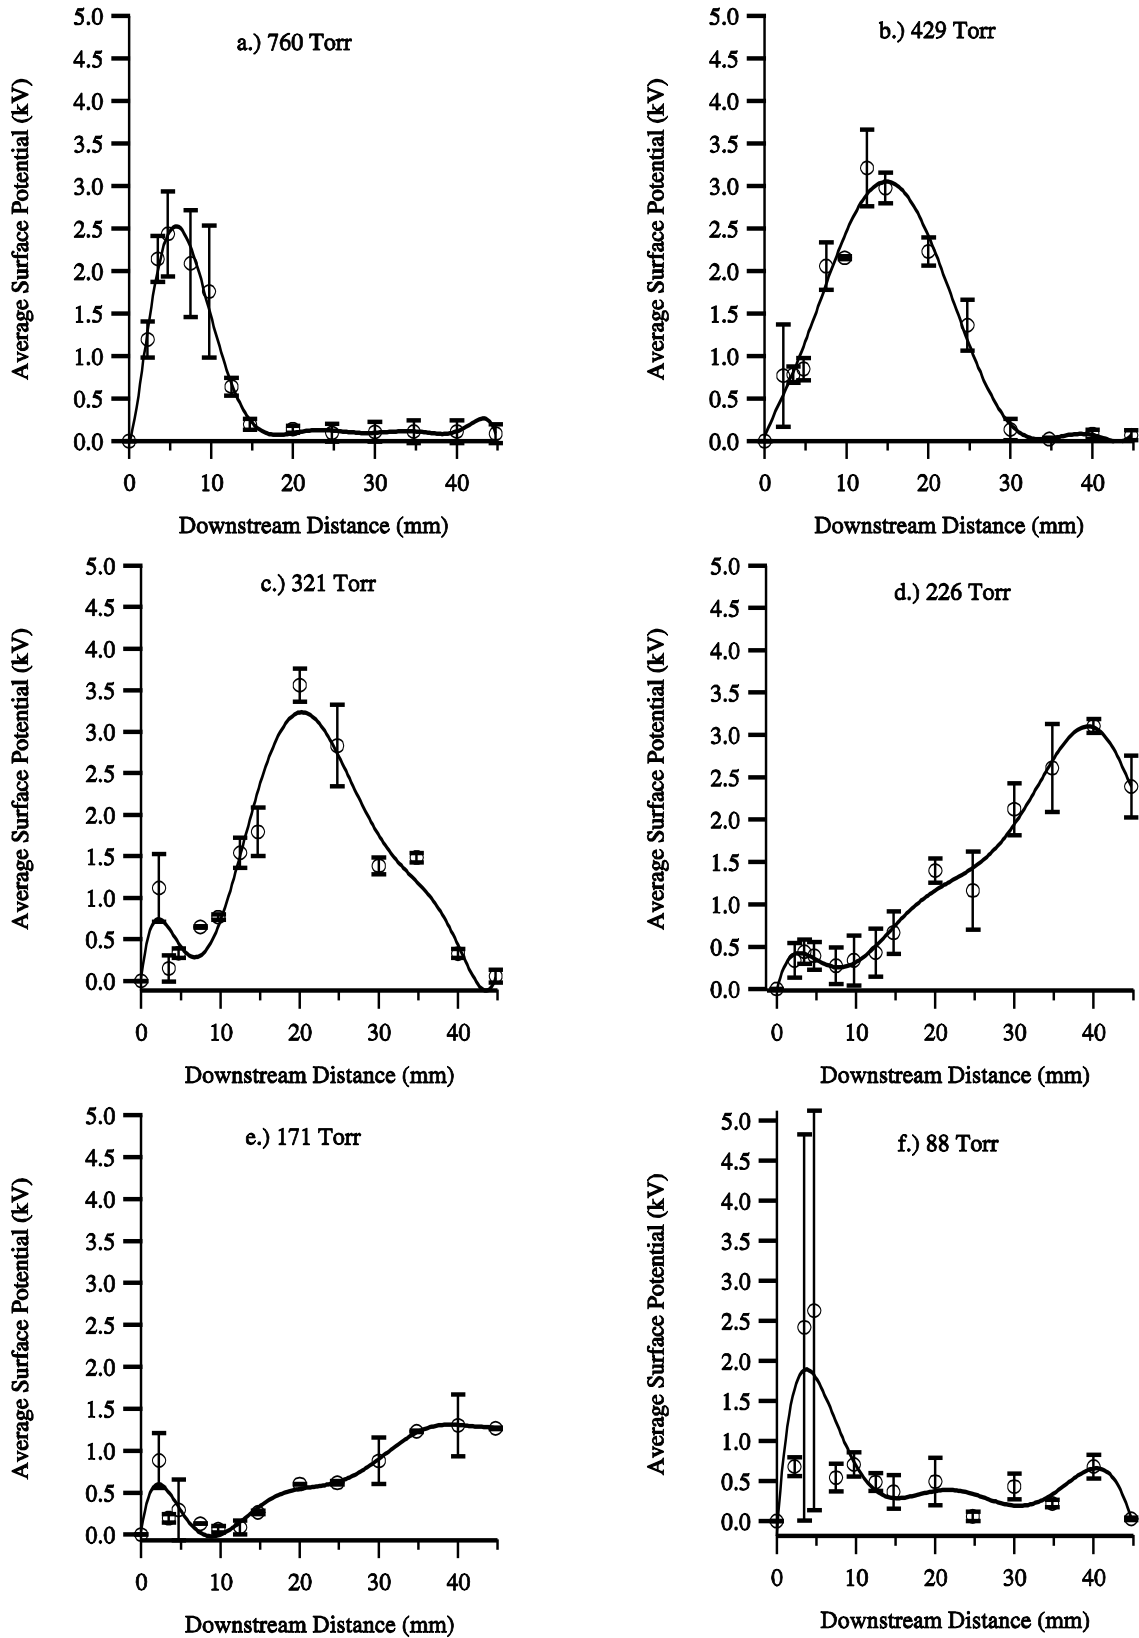 a.) 760 Torr
Average Surface Potential (kV)
5.0
4.5
4.0
3.5
3.0
2.5
2.0
1.5
1.0
0.5
0.0
0 10 20 30 40
Downstream Distance (mm)
b.) 429 Torr
Average Surface Potential (kV)
5.0
4.5
4.0
3.5
3.0
2.5
2.0
1.5
1.0
0.5
0.0
0 10 20 30 40
Downstream Distance (mm)
c.) 321 Torr
Average Surface Potential (kV)
5.0
4.5
4.0
3.5
3.0
2.5
2.0
1.5
1.0
0.5
0.0
0 10 20 30 40
Downstream Distance (mm)
d.) 226 Torr
Average Surface Potential (kV)
5.0
4.5
4.0
3.5
3.0
2.5
2.0
1.5
1.0
0.5
0.0
0 10 20 30 40
Downstream Distance (mm)
e.) 171 Torr
Average Surface Potential (kV)
5.0
4.5
4.0
3.5
3.0
2.5
2.0
1.5
1.0
0.5
0.0
0 10 20 30 40
Downstream Distance (mm)
f.) 88 Torr
Average Surface Potential (kV)
5.0
4.5
4.0
3.5
3.0
2.5
2.0
1.5
1.0
0.5
0.0
0 10 20 30 40
Downstream Distance (mm)